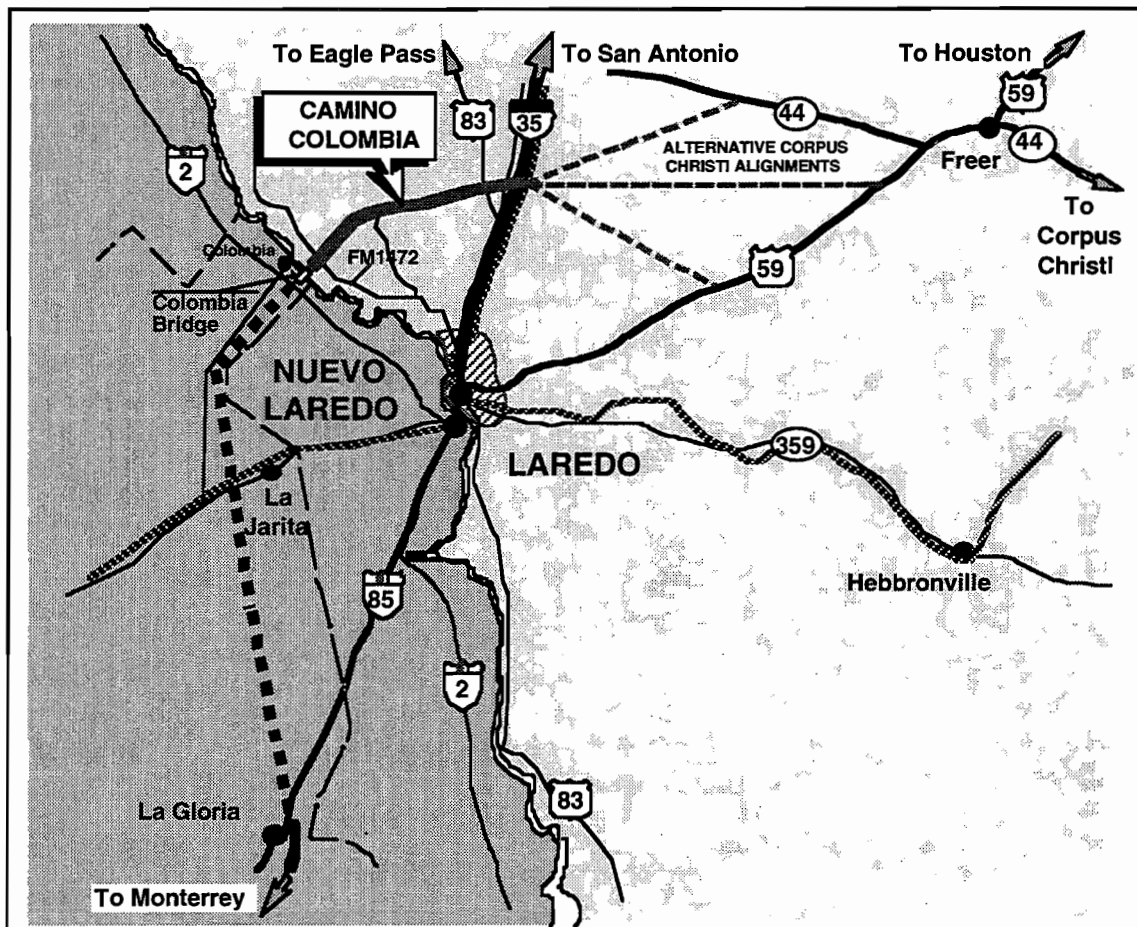 To Eagle Pass
To San Antonio
To Houston
59
CAMINO
COLOMBIA
83
35
44
44
ALTERNATIVE CORPUS
CHRISTI ALIGNMENTS
Freer
2
To
Corpus
Christi
Colombia
FM1472
59
Colombia
Bridge
NUEVO
LAREDO
LAREDO
359
La
Jarita
Hebbronville
85
2
83
La Gloria
To Monterrey